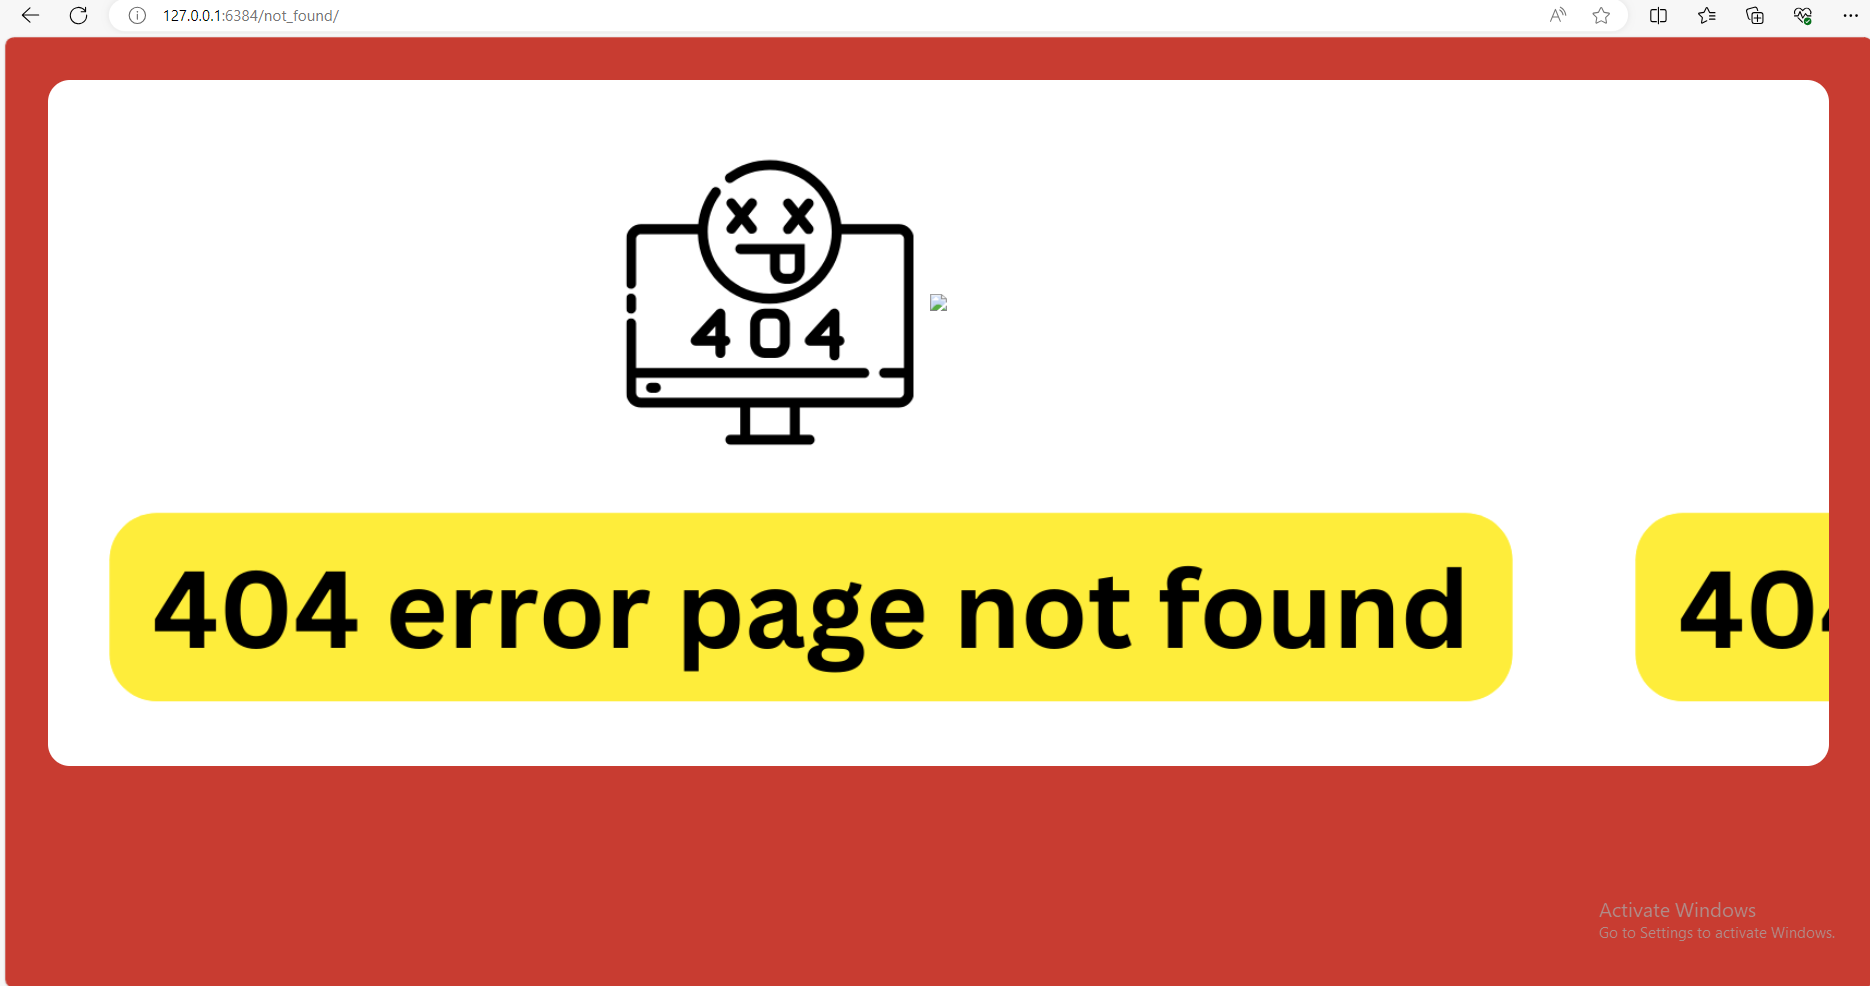 127.0.0.1:6384/not_found/
404
404 error page not found
40
Activate Windows
Go to Settings to activate Windows.